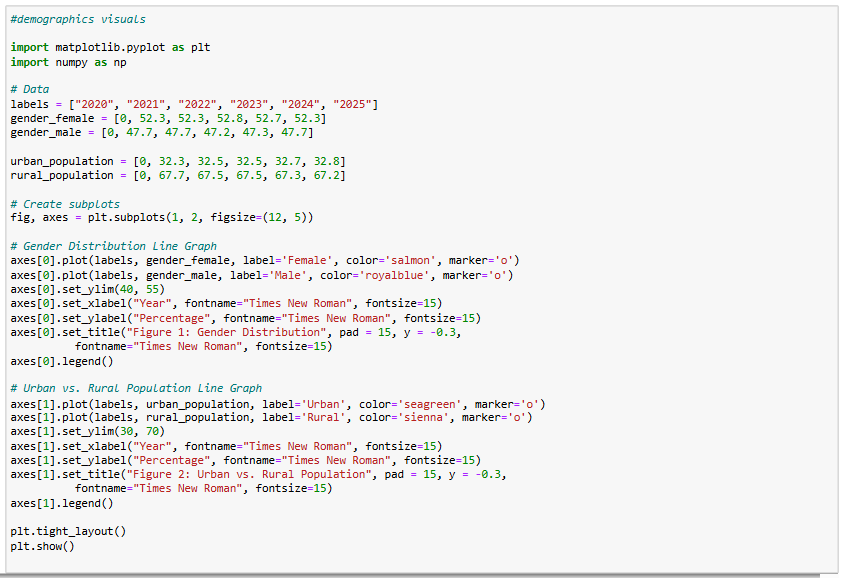 #demographics visuals
import matplotlib.pyplot as plt
import numpy as np
# Data
labels = ["2020", "2021", "2022", "2023", "2024", "2025"]
gender_female = [0, 52.3, 52.3, 52.8, 52.7, 52.3]
gender_male = [0, 47.7, 47.7, 47.2, 47.3, 47.7]
urban_population = [0, 32.3, 32.5, 32.5, 32.7, 32.8]
rural_population = [0, 67.7, 67.5, 67.5, 67.3, 67.2]
# Create subplots
fig, axes = plt.subplots(1, 2, figsize=(12, 5))
# Gender Distribution Line Graph
axes[0].plot(labels, gender_female, label='Female', color='salmon', marker='o')
axes[0].plot(labels, gender_male, label='Male', color='royalblue', marker='o')
axes[0].set_ylim(40, 55)
axes[0].set_xlabel("Year", fontname="Times New Roman", fontsize=15)
axes[0].set_ylabel("Percentage", fontname="Times New Roman", fontsize=15)
axes[0].set_title("Figure 1: Gender Distribution", pad = 15, y = -0.3,
fontname="Times New Roman", fontsize=15)
axes[0].legend()
# Urban vs. Rural Population Line Graph
axes[1].plot(labels, urban_population, label='Urban', color='seagreen', marker='o')
axes[1].plot(labels, rural_population, label='Rural', color='sienna', marker='o')
axes[1].set_ylim(30, 70)
axes[1].set_xlabel("Year", fontname="Times New Roman", fontsize=15)
axes[1].set_ylabel("Percentage", fontname="Times New Roman", fontsize=15)
axes[1].set_title("Figure 2: Urban vs. Rural Population", pad = 15, y = -0.3,
fontname="Times New Roman", fontsize=15)
axes[1].legend()
plt.tight_layout()
plt.show()